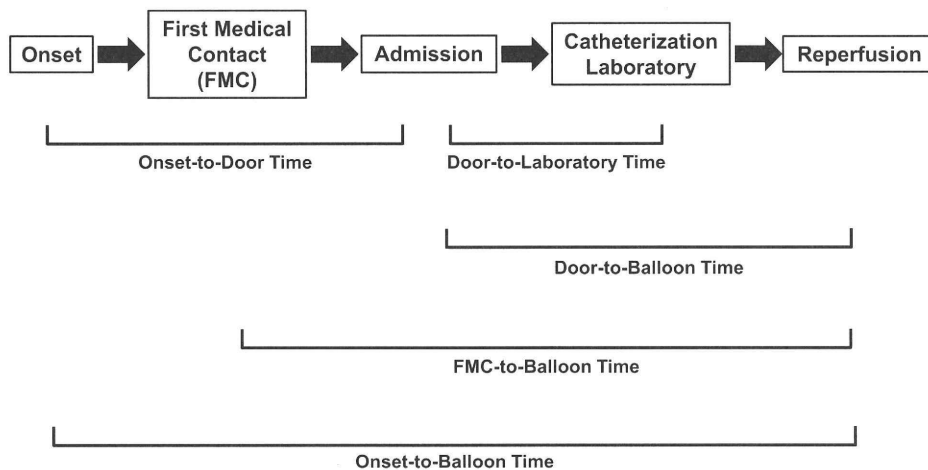 Onset
First Medical
Contact
(FMC)
Admission
Catheterization
Laboratory
Reperfusion
Onset-to-Door Time
Door-to-Laboratory Time
Door-to-Balloon Time
FMC-to-Balloon Time
Onset-to-Balloon Time